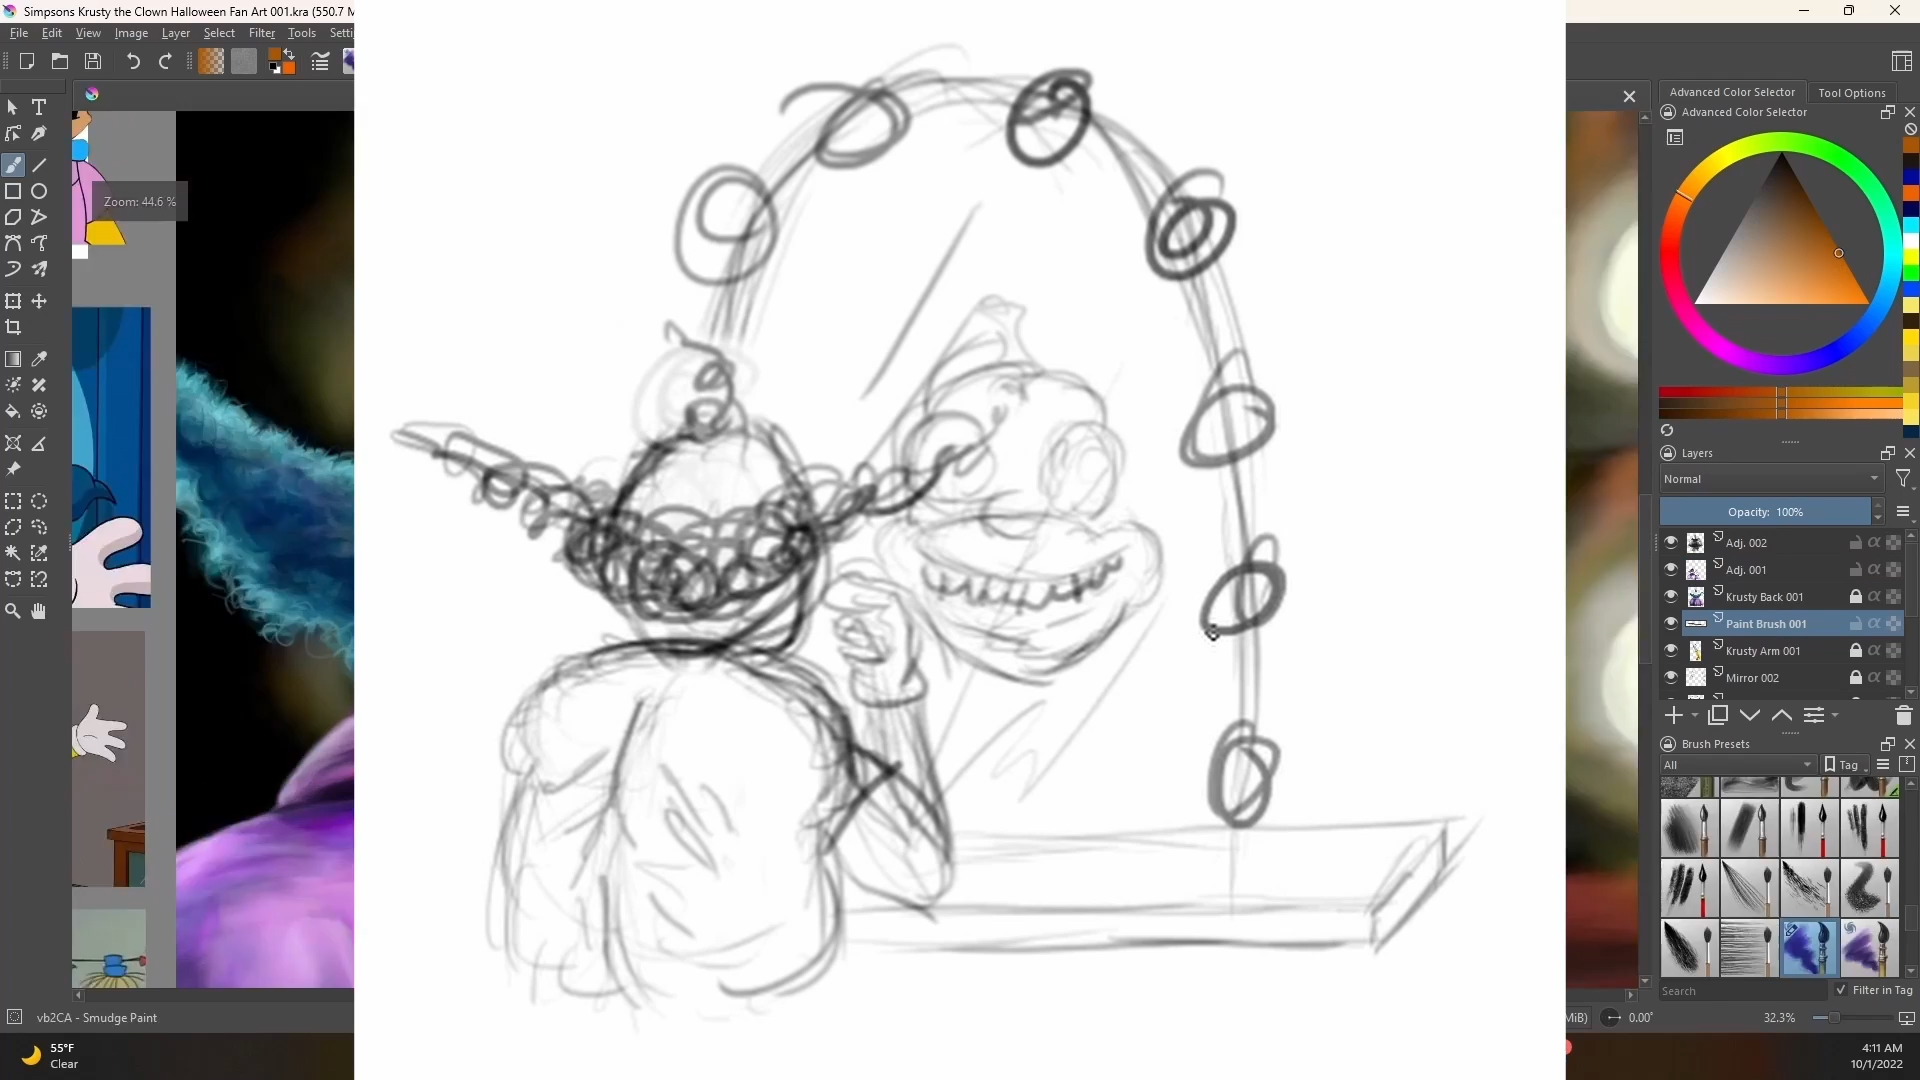 Simpsons Krusty the Clown Halloween Fan Art 001.kra (550.7 M
File Edit View Image Layer Select Filter Tools Setti
Zoom: 44.6 %
Advanced Color Selector
Tool Options
Advanced Color Selector
Layers
Normal
Opacity: 100%
Adj. 002
Adj. 001
Krusty Back 001
Paint Brush 001
Krusty Arm 001
Mirror 002
Brush Presets
All
Tag
Search
Filter in Tag
vb2CA - Smudge Paint
MiB)
0.00°
32.3%
55°F
Clear
4:11 AM
10/1/2022